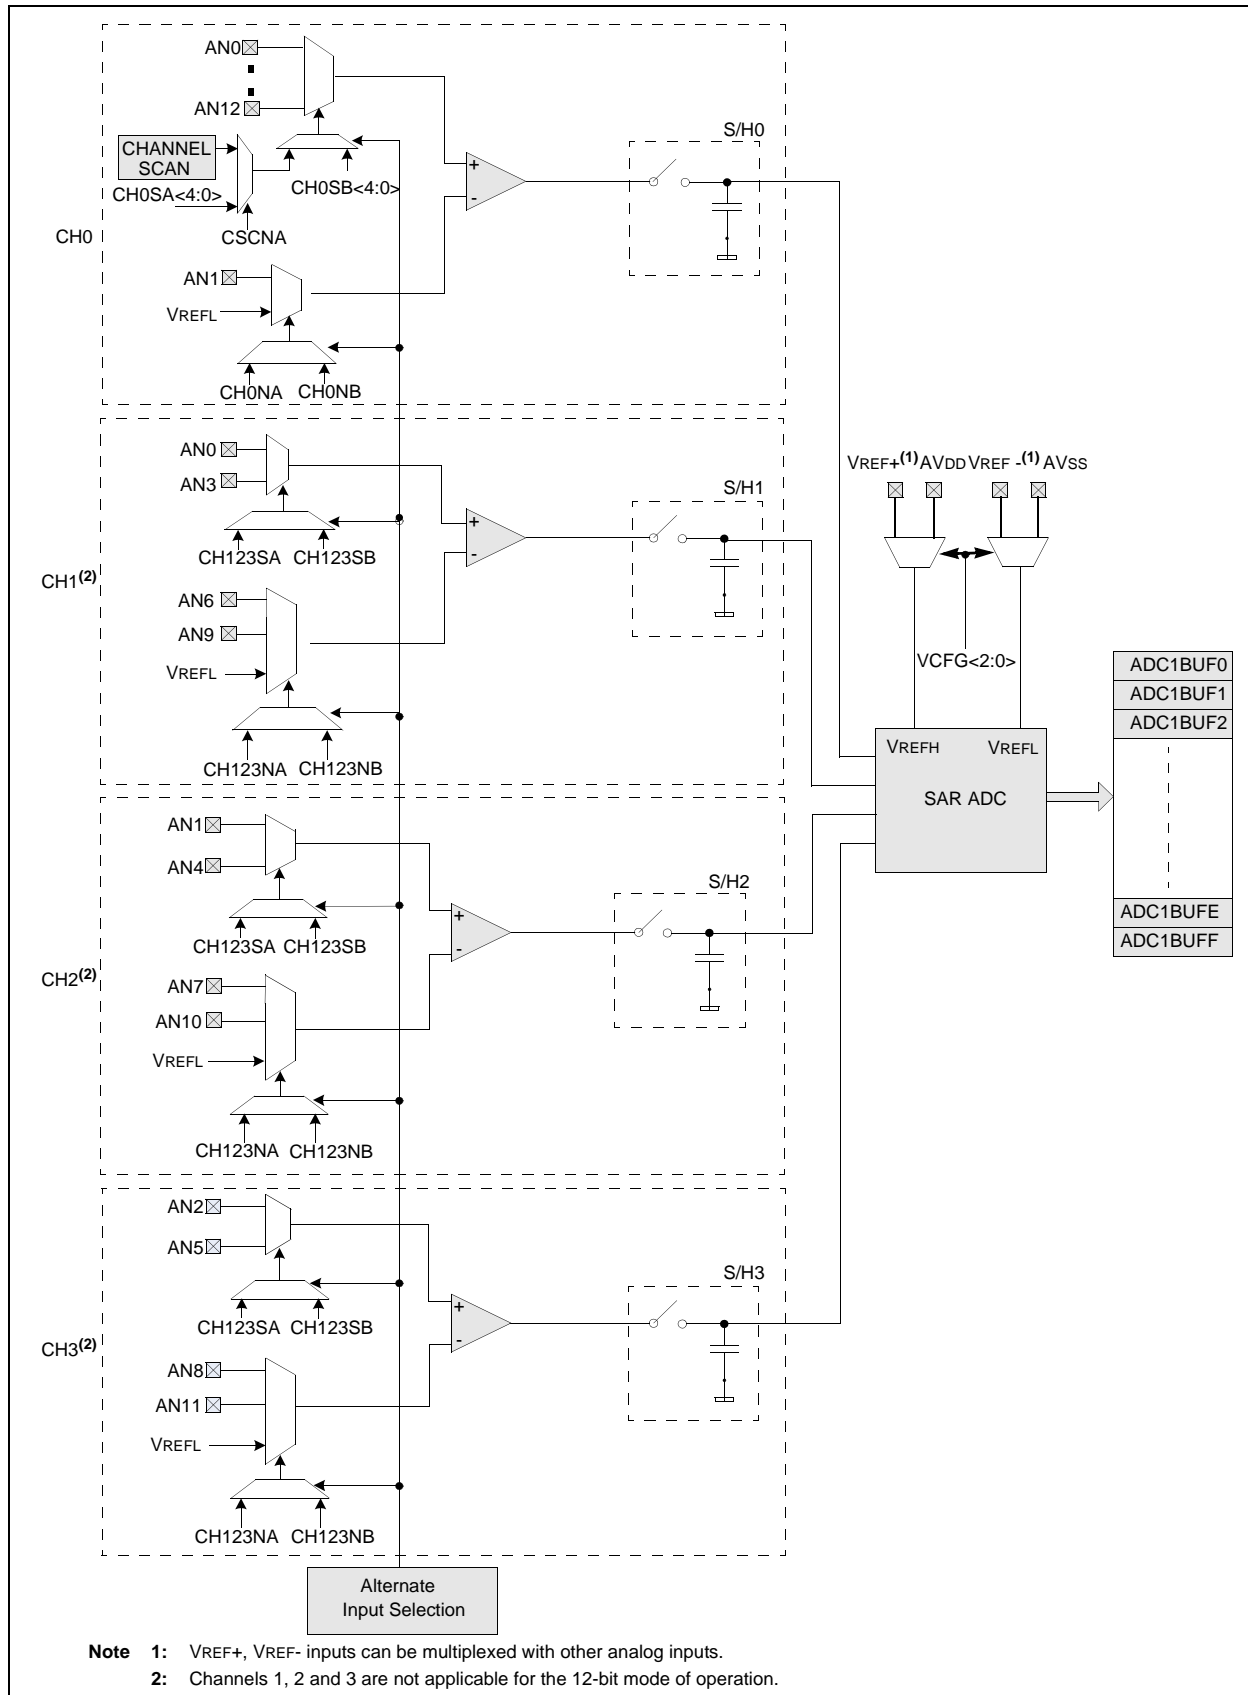 AN0
AN12
CHANNEL
SCAN
CH0SA<4:0>
CH0SB<4:0>
CSCNA
CH0
AN1
VREFL
CH0NA CH0NB
+
-
S/H0
AN0
AN3
CH123SA CH123SB
CH1(2)
AN6
AN9
VREFL
CH123NA CH123NB
+
-
S/H1
VREF+(1) AVDD VREF -(1) AVSS
VCFG<2:0>
VREFH VREFL
SAR ADC
ADC1BUF0
ADC1BUF1
ADC1BUF2
ADC1BUFE
ADC1BUFF
AN1
AN4
CH123SA CH123SB
CH2(2)
AN7
AN10
VREFL
CH123NA CH123NB
+
-
S/H2
AN2
AN5
CH123SA CH123SB
CH3(2)
AN8
AN11
VREFL
CH123NA CH123NB
+
-
S/H3
Alternate
Input Selection
Note 1: VREF+, VREF- inputs can be multiplexed with other analog inputs.
2: Channels 1, 2 and 3 are not applicable for the 12-bit mode of operation.